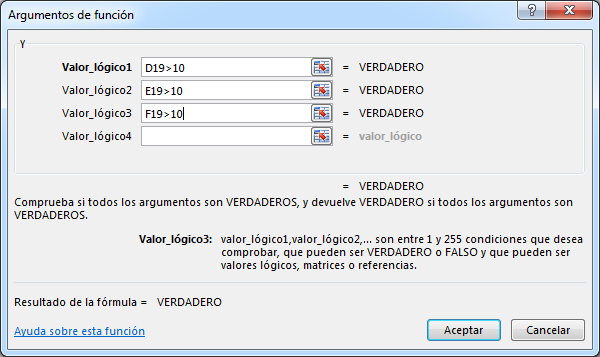 Argumentos de función
Y
Valor_lógico1 D19>10 = VERDADERO
Valor_lógico2 E19>10 = VERDADERO
Valor_lógico3 F19>10 = VERDADERO
Valor_lógico4 = valor_lógico
= VERDADERO
Comprueba si todos los argumentos son VERDADEROS, y devuelve VERDADERO si todos los argumentos son
VERDADEROS.
Valor_lógico3: valor_lógico1,valor_lógico2,... son entre 1 y 255 condiciones que desea
comprobar, que pueden ser VERDADERO o FALSO y que pueden ser
valores lógicos, matrices o referencias.
Resultado de la fórmula = VERDADERO
Ayuda sobre esta función
Aceptar
Cancelar